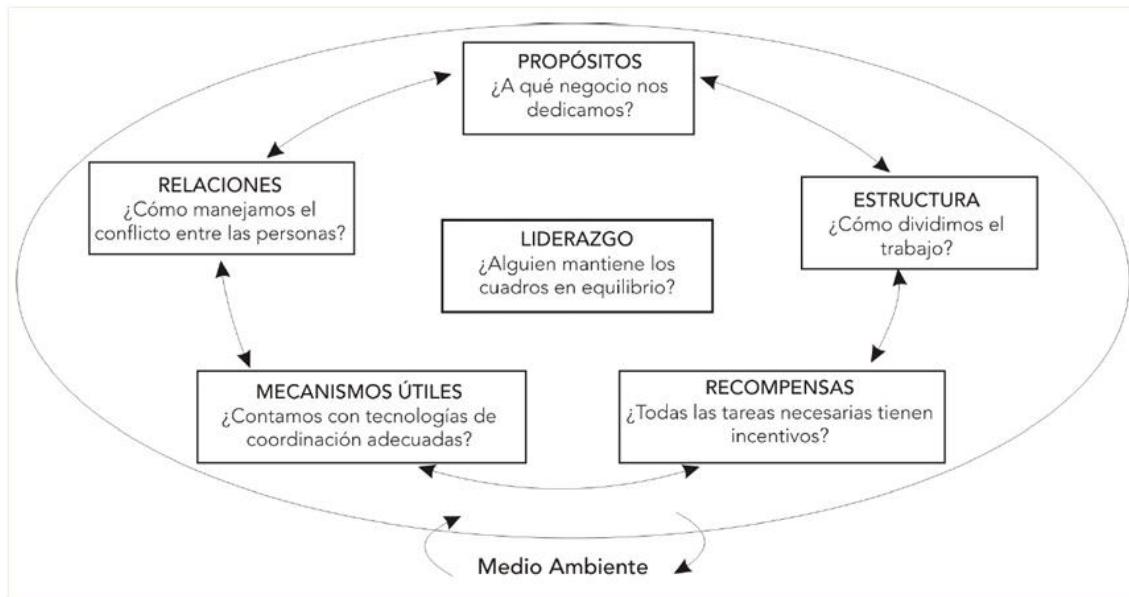 PROPÓSITOS
¿A qué negocio nos
dedicamos?
RELACIONES
¿Cómo manejamos el
conflicto entre las personas?
ESTRUCTURA
¿Cómo dividimos el
trabajo?
LIDERAZGO
¿Alguien mantiene los
cuadros en equilibrio?
MECANISMOS ÚTILES
¿Contamos con tecnologías de
coordinación adecuadas?
RECOMPENSAS
¿Todas las tareas necesarias tienen
incentivos?
Medio Ambiente